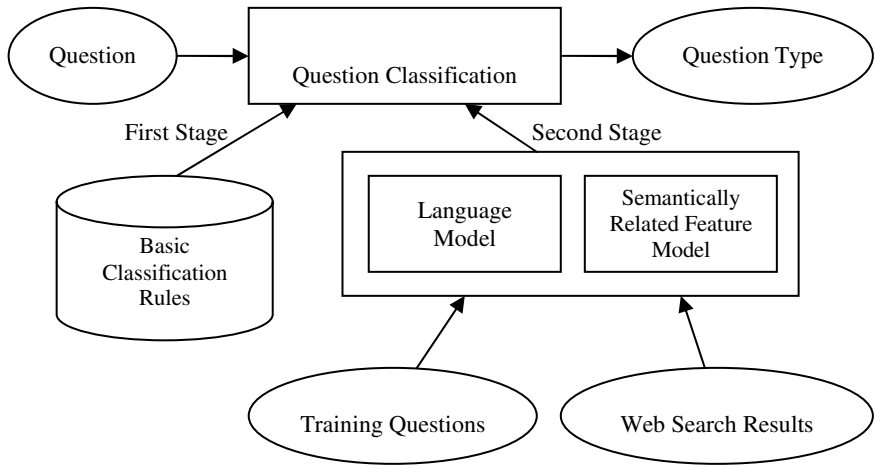 Question
Question Classification
Question Type
First Stage
Second Stage
Basic
Classification
Rules
Language
Model
Semantically
Related Feature
Model
Training Questions
Web Search Results